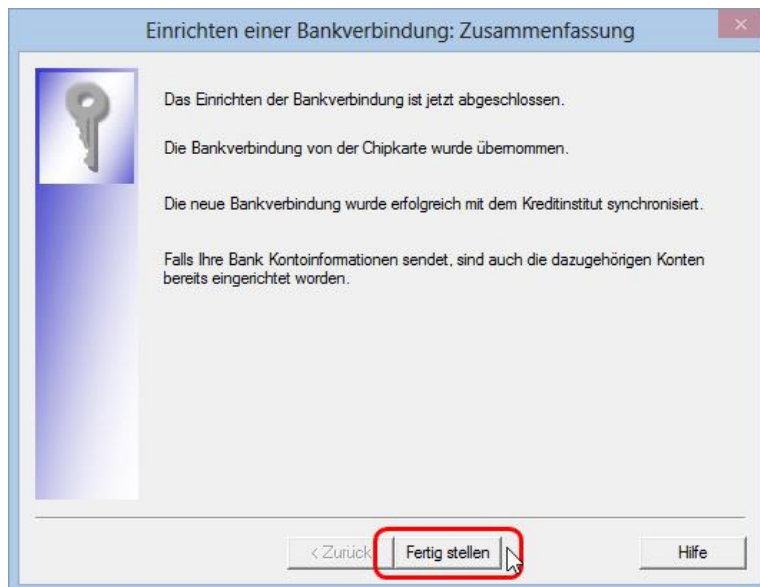 Einrichten einer Bankverbindung: Zusammenfassung
Das Einrichten der Bankverbindung ist jetzt abgeschlossen.
Die Bankverbindung von der Chipkarte wurde übernommen.
Die neue Bankverbindung wurde erfolgreich mit dem Kreditinstitut synchronisiert.
Falls Ihre Bank Kontoinformationen sendet, sind auch die dazugehörigen Konten
bereits eingerichtet worden.
< Zurück
Fertig stellen
Hilfe